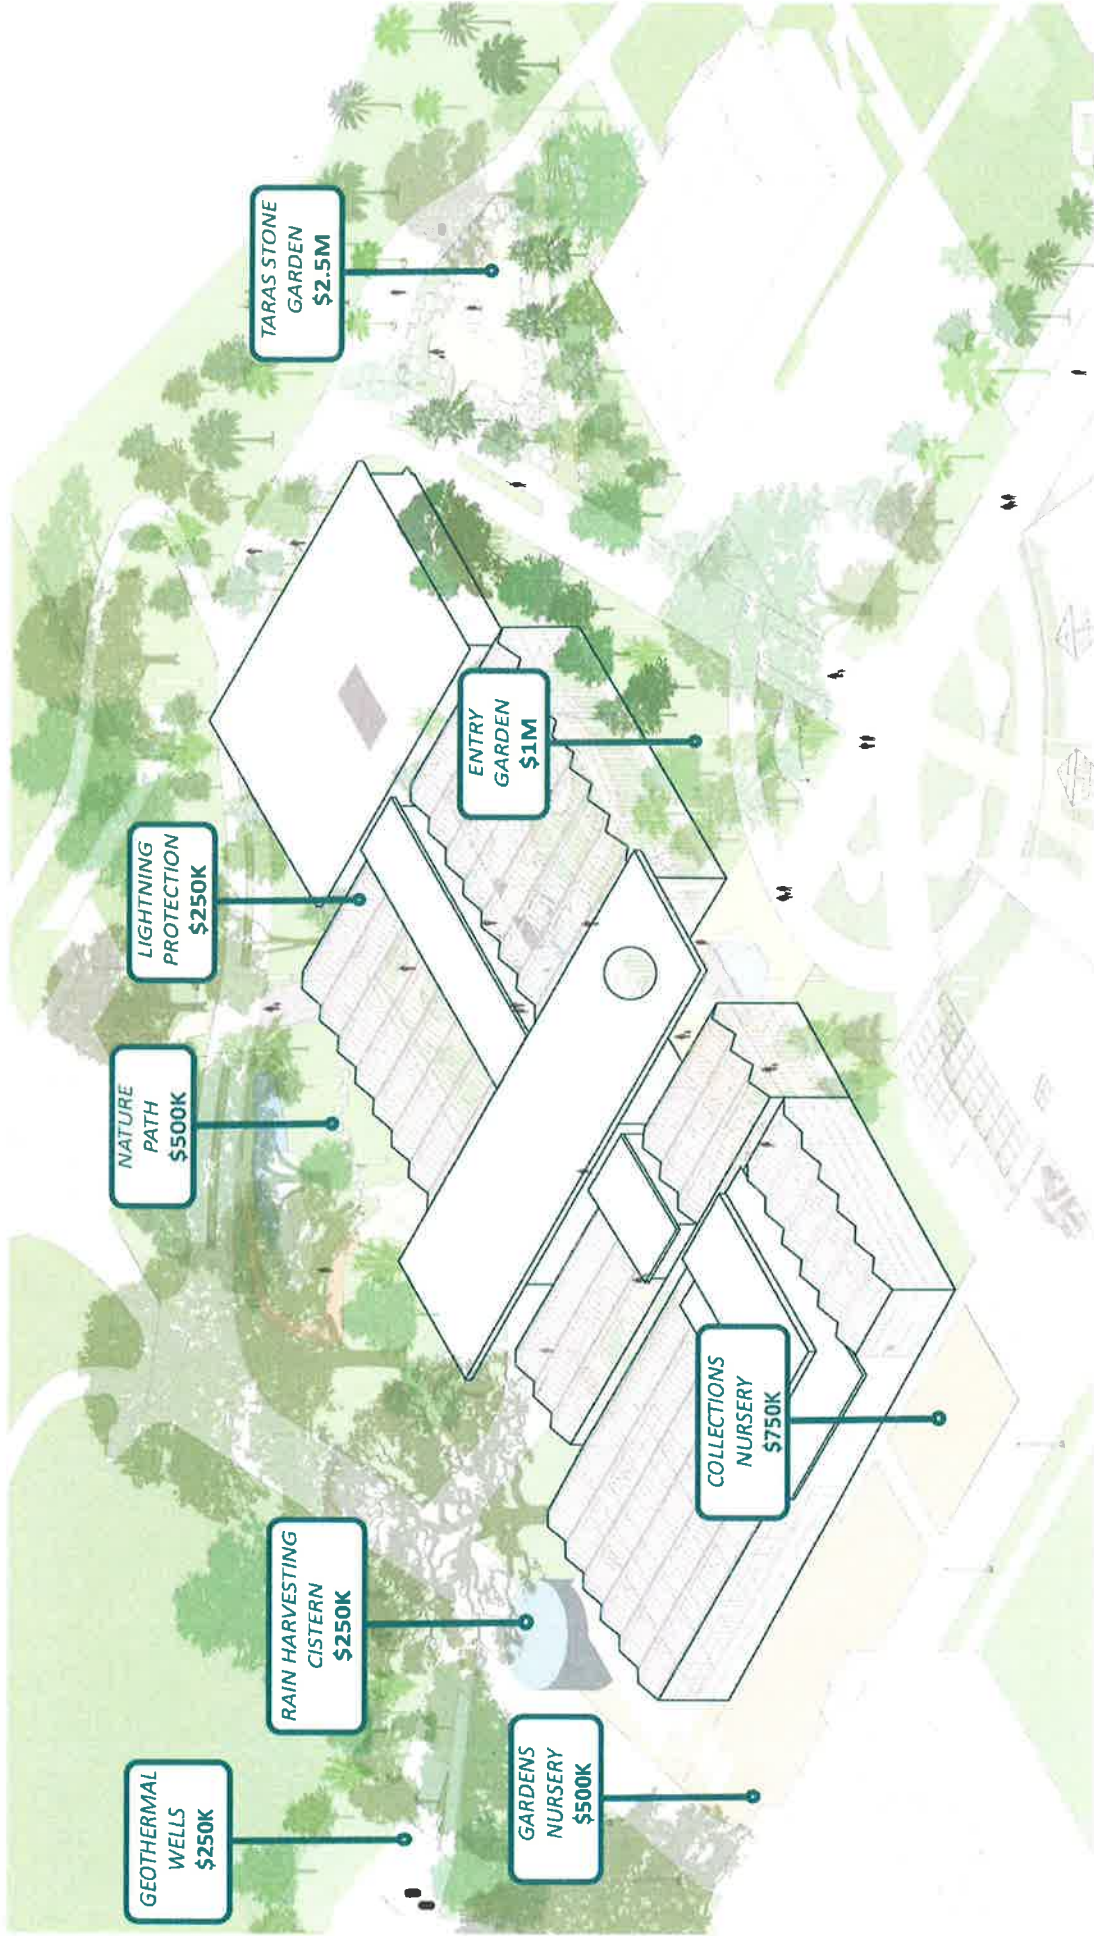 GEOTHERMAL
WELLS
$250K
RAIN HARVESTING
CISTERN
$250K
NATURE
PATH
$500K
LIGHTNING
PROTECTION
$250K
TARAS STONE
GARDEN
$2.5M
GARDENS
NURSERY
$500K
COLLECTIONS
NURSERY
$750K
ENTRY
GARDEN
$1M